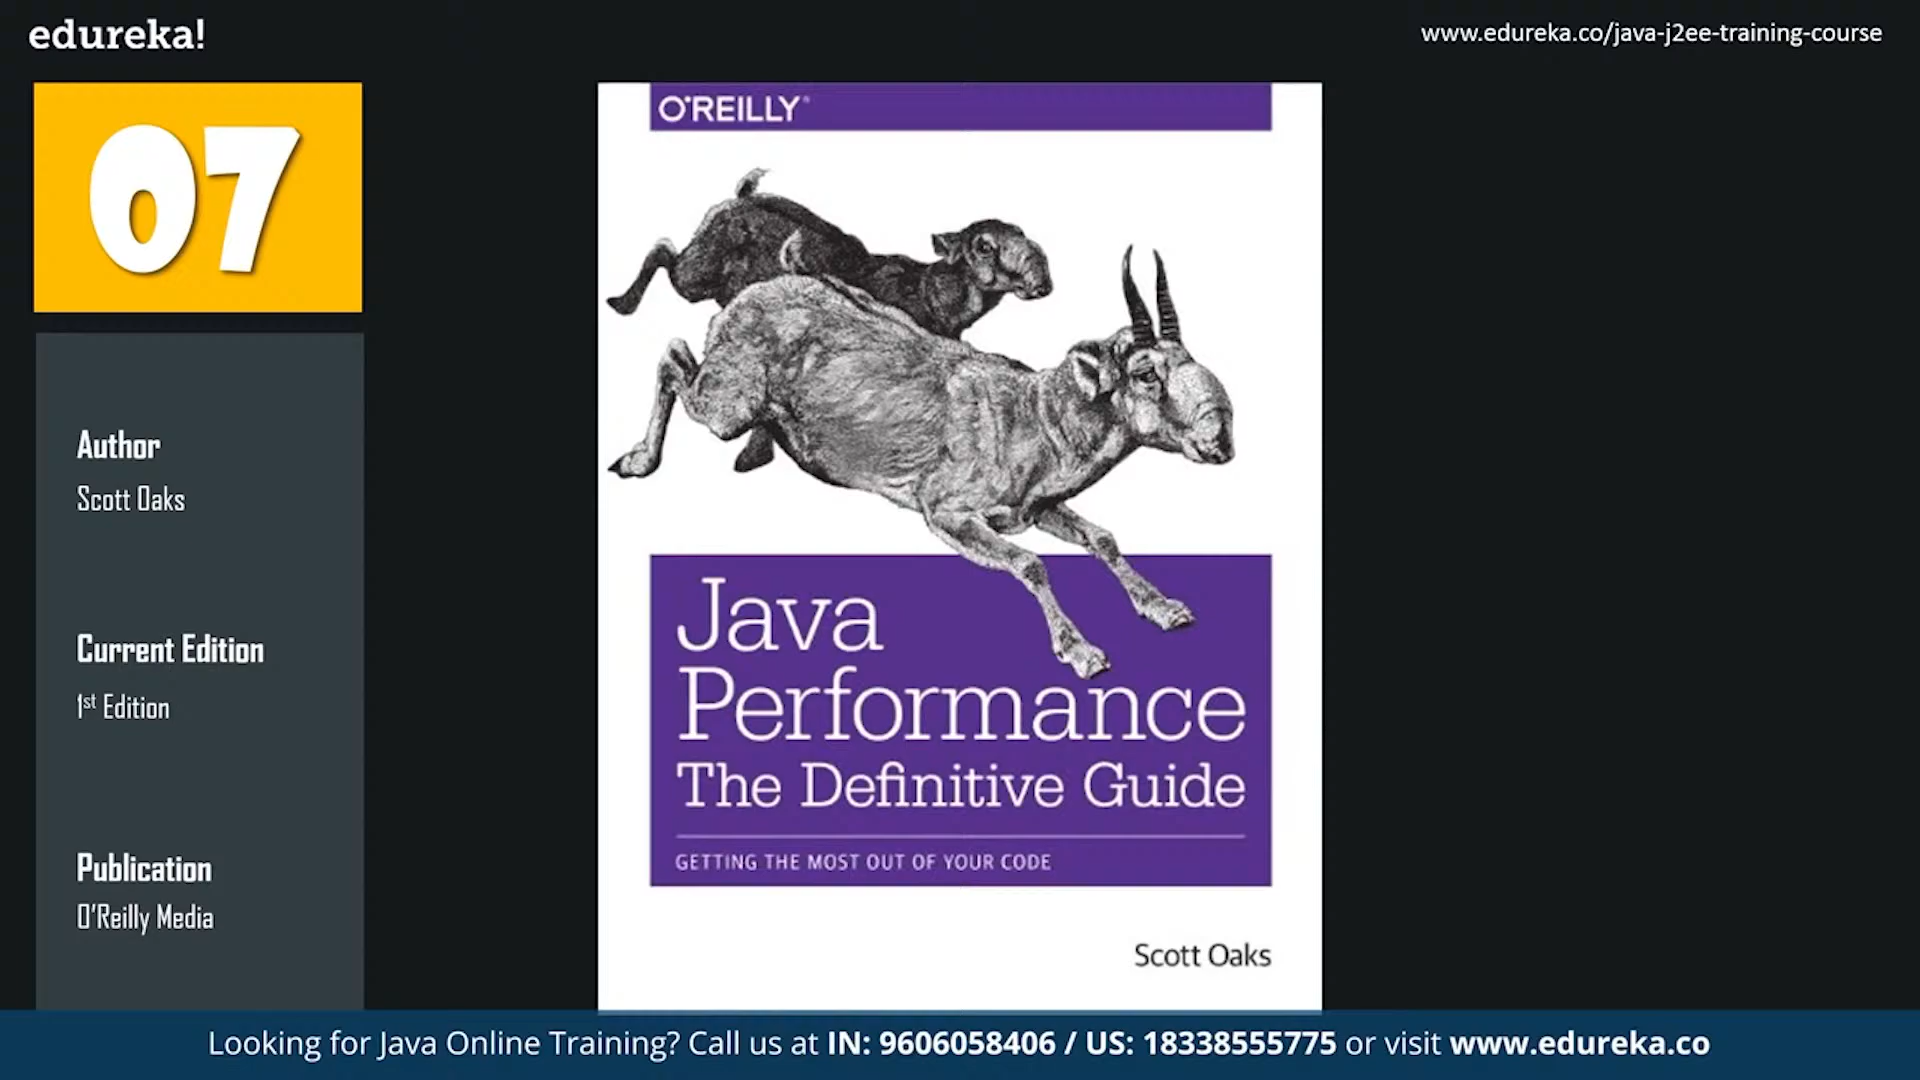 edureka!
www.edureka.co/java-j2ee-training-course
07
Author
Scott Oaks
Current Edition
1st Edition
Publication
O'Reilly Media
O'REILLY®
Java
Performance
The Definitive Guide
GETTING THE MOST OUT OF YOUR CODE
Scott Oaks
Looking for Java Online Training? Call us at IN: 9606058406 / US: 18338555775 or visit www.edureka.co